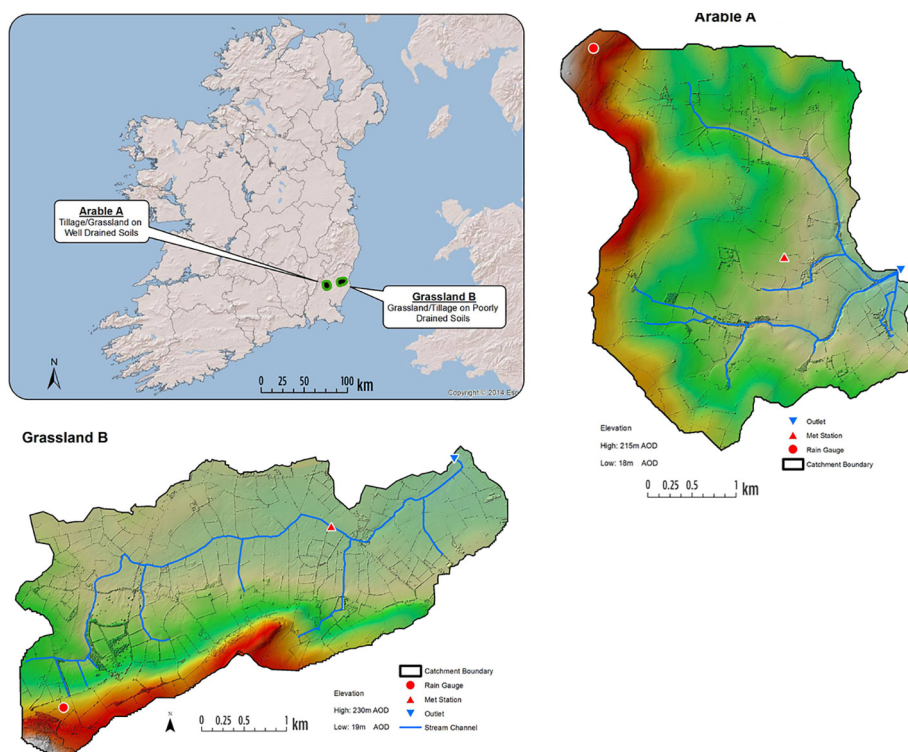 Arable A
Tillage/Grassland on
Well Drained Soils
Grassland B
Grassland/Tillage on Poorly
Drained Soils
N
0 25 50 100
km
Copyright © 2014 Esri
Arable A
Elevation
High: 215m AOD
Low: 18m AOD
Outlet
Met Station
Rain Gauge
Catchment Boundary
0 0.25 0.5 1
km
Grassland B
Elevation
High: 230m AOD
Low: 19m AOD
Catchment Boundary
Rain Gauge
Met Station
Outlet
Stream Channel
N
0 0.25 0.5 1
km